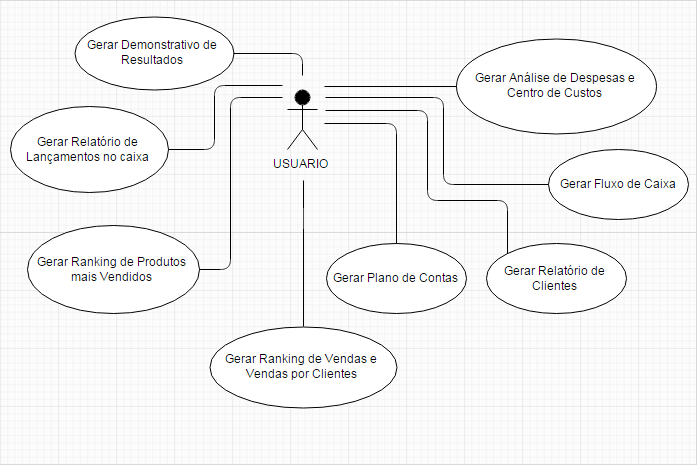 Gerar Demonstrativo de
Resultados
Gerar Análise de Despesas e
Centro de Custos
Gerar Relatório de
Lançamentos no caixa
USUARIO
Gerar Fluxo de Caixa
Gerar Ranking de Produtos
mais Vendidos
Gerar Plano de Contas
Gerar Relatório de
Clientes
Gerar Ranking de Vendas e
Vendas por Clientes